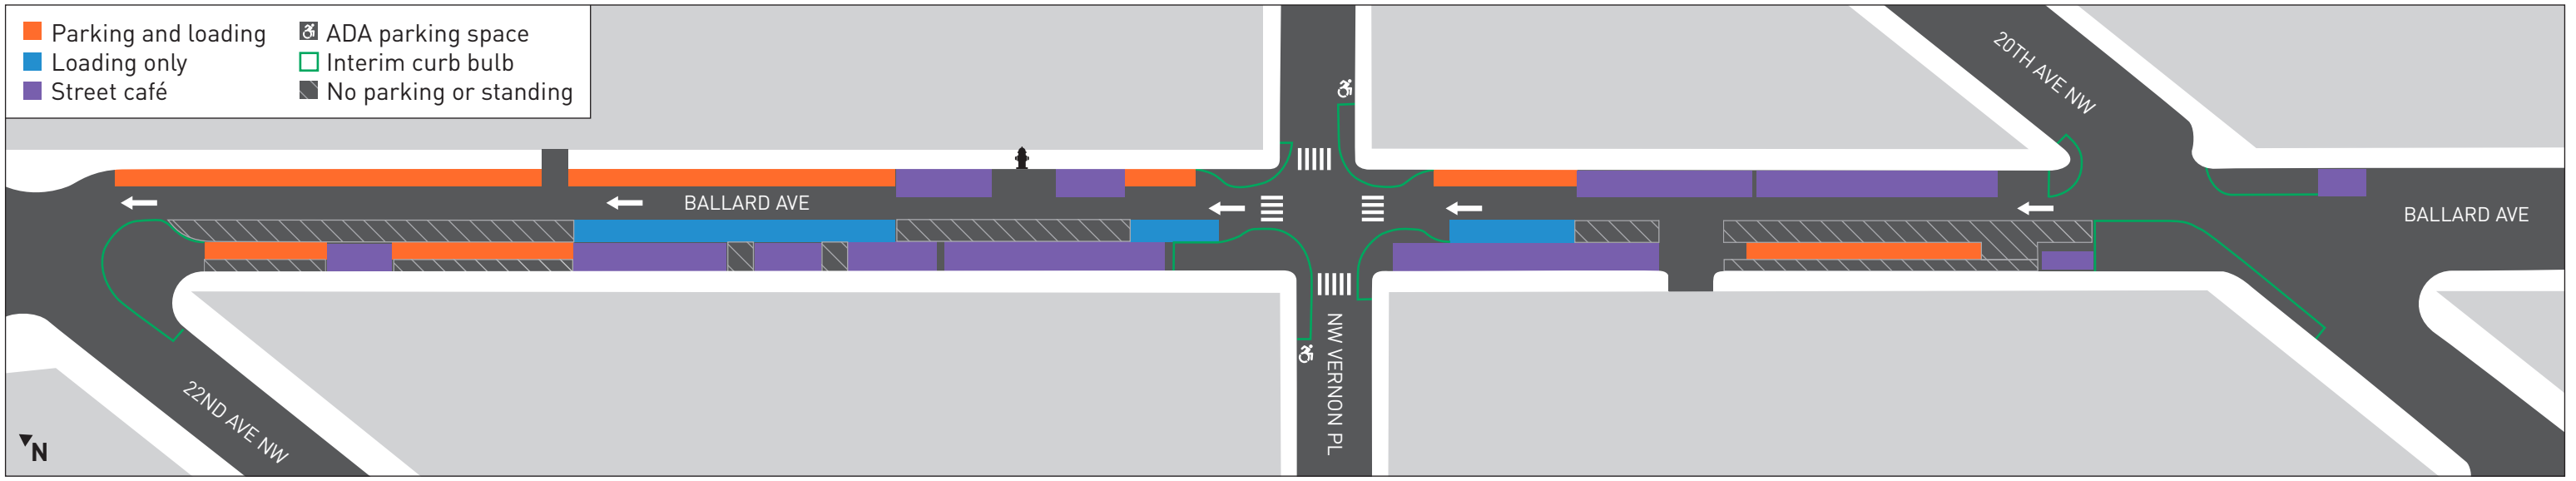 Parking and loading
Loading only
Street café
ADA parking space
Interim curb bulb
No parking or standing
20TH AVE NW
BALLARD AVE
BALLARD AVE
NW VERNON PL
22ND AVE NW
N